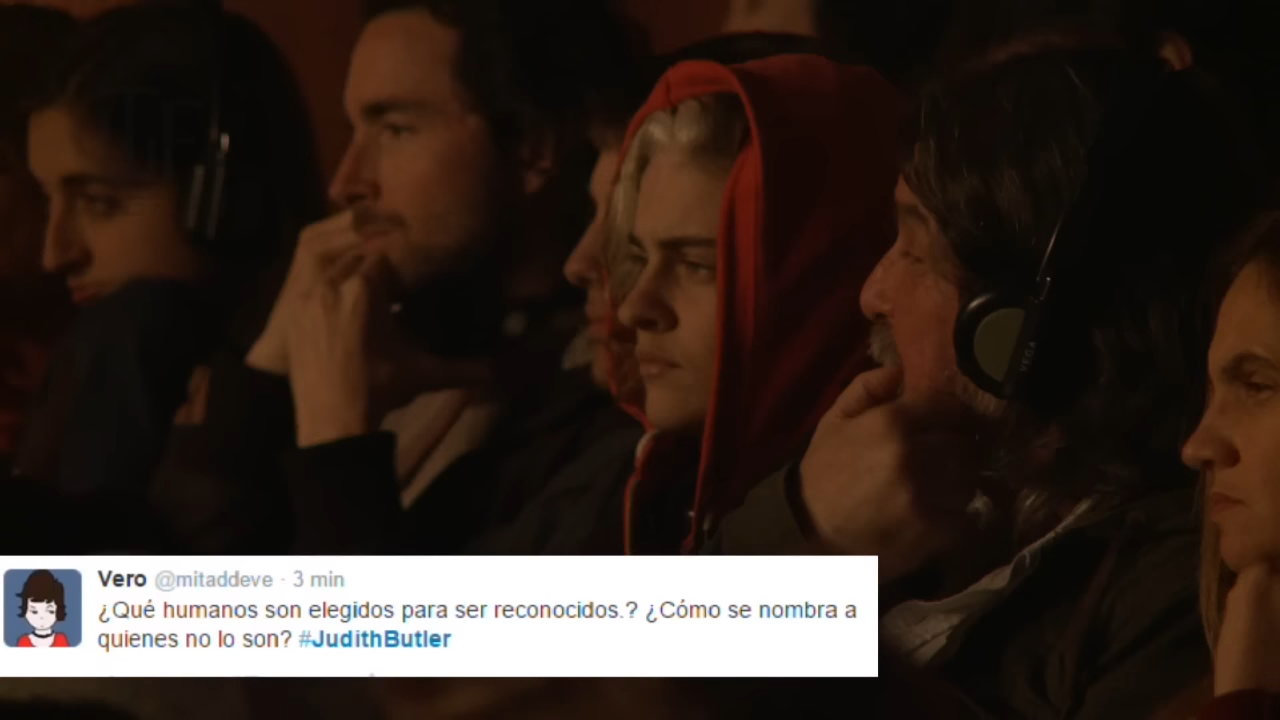 VEGA
Vero @mitaddeve · 3 min
¿Qué humanos son elegidos para ser reconocidos.? ¿Cómo se nombra a
quienes no lo son? #JudithButler